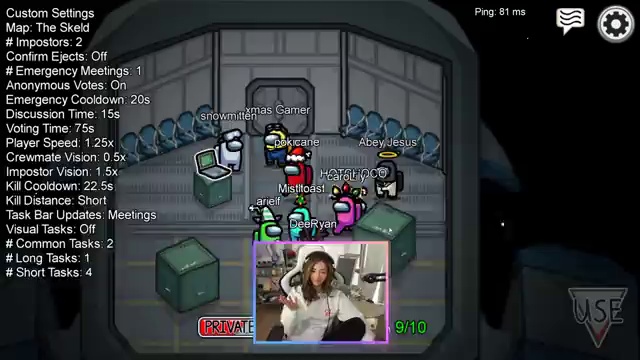 Custom Settings
Map: The Skeld
# Impostors: 2
Confirm Ejects: Off
# Emergency Meetings: 1
Anonymous Votes: On
Emergency Cooldown: 20s
Discussion Time: 15s
Voting Time: 75s
Player Speed: 1.25x
Crewmate Vision: 0.5x
Impostor Vision: 1.5x
Kill Cooldown: 22.5s
Kill Distance: Short
Task Bar Updates: Meetings
Visual Tasks: Off
# Common Tasks: 2
# Long Tasks: 1
# Short Tasks: 4
Ping: 81 ms
xmas Gamer
snowmitten
pokicane
Abey Jesus
HOTCHOCO
Mistltoast
arielf
DeeRyan
PRIVATE
9/10
USE